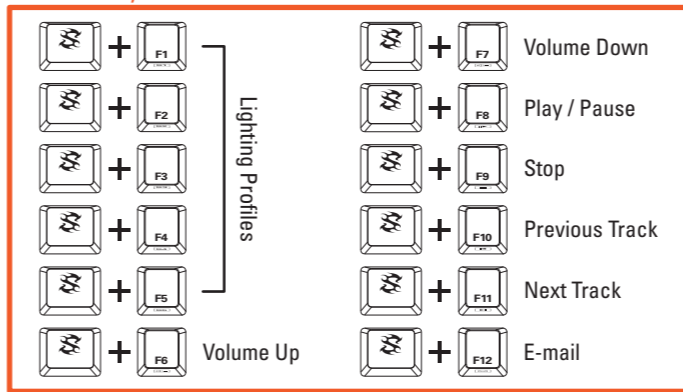 F1
F2
F3
F4
F5
Lighting Profiles
F6 Volume Up
F7 Volume Down
F8 Play / Pause
F9 Stop
F10 Previous Track
F11 Next Track
F12 E-mail